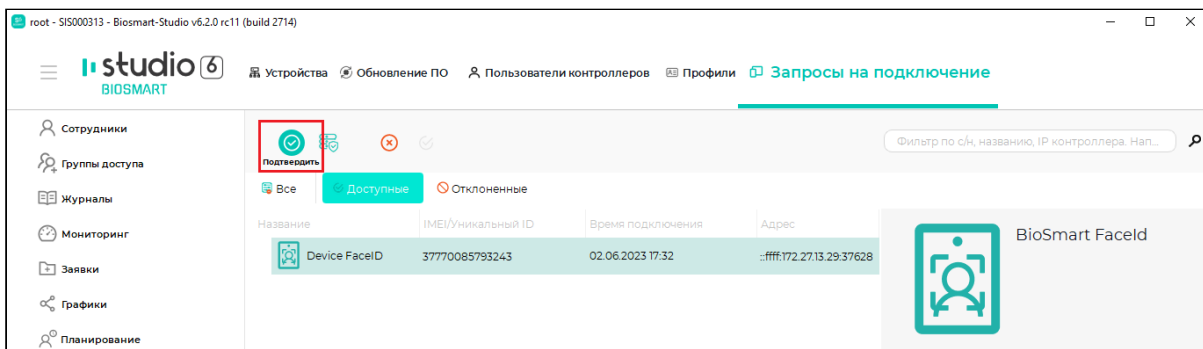 root - SIS000313 - Biosmart-Studio v6.2.0 rc11 (build 2714)
studio 6
BIOSMART
Устройства Обновление ПО Пользователи контроллеров Профили Запросы на подключение
Сотрудники
Группы доступа
Журналы
Мониторинг
Заявки
Графики
Планирование
Подтвердить
Фильтр по с/н, названию, IP контроллера. Нап...
Все Доступные Отклоненные
Название IMEI/Уникальный ID Время подключения Адрес
Device FaceID 37770085793243 02.06.2023 17:32 ::ffff:172.27.13.29:37628
BioSmart FaceId